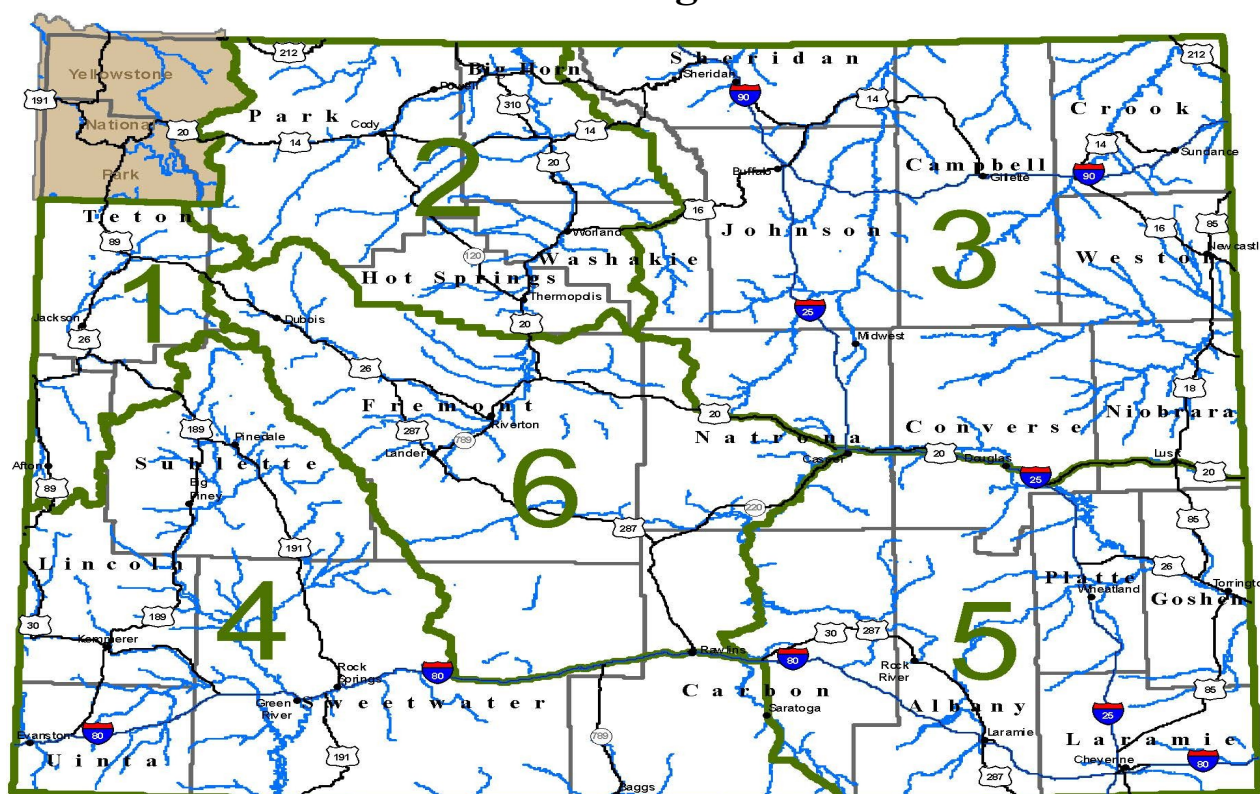 212
212
Sheridan
Big Horn
Sheridan
Yellowstone
191
Powell
90
310
14
Park
Crook
National
20
Cody
14
14
14
Sundance
20
Buffalo
Campbell
90
Park
2
Gillette
16
Teton
85
89
Worland
Johnson
3
16
Newcastl
120
Washakie
Weston
Hot Springs
1
Thermopolis
25
Jackson
Dubois
20
26
Midwest
26
18
Fremont
20
Niobrara
189
287
Riverton
Natrona
Converse
Pinedale
789
Lander
Casper
20
Douglas
Lus
Afton
Sublette
6
25
20
89
Big
Piney
220
287
85
191
Lincoln
26
Platte
Torringto
4
Wheatland
Goshen
189
5
30
30
287
Kemmerer
Rawlins
80
80
Rock
Springs
Rock
River
Carbon
85
Green
River
Sweetwater
Saratoga
Albany
25
Evanston
80
789
Laramie
Laramie
Uinta
191
Cheyenne
80
287
Baggs